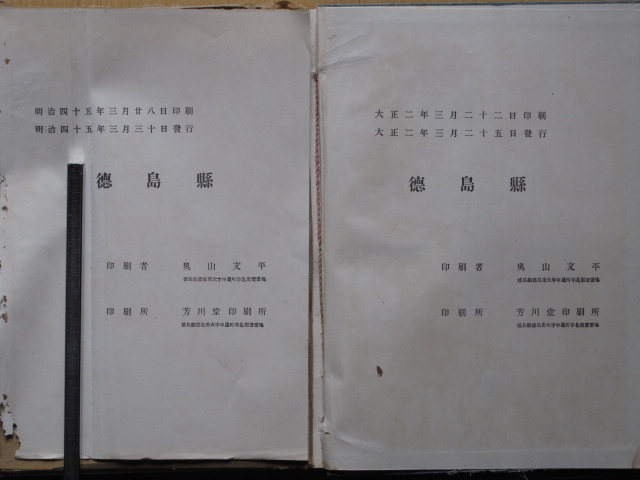 明治四十五年三月廿八日印刷
明治四十五年三月三十日發行
德島縣
印刷者 奥山文平
印刷所 芳川堂印刷所
大正二年三月二十二日印刷
大正二年三月二十五日發行
德島縣
印刷者 奥山文平
印刷所 芳川堂印刷所